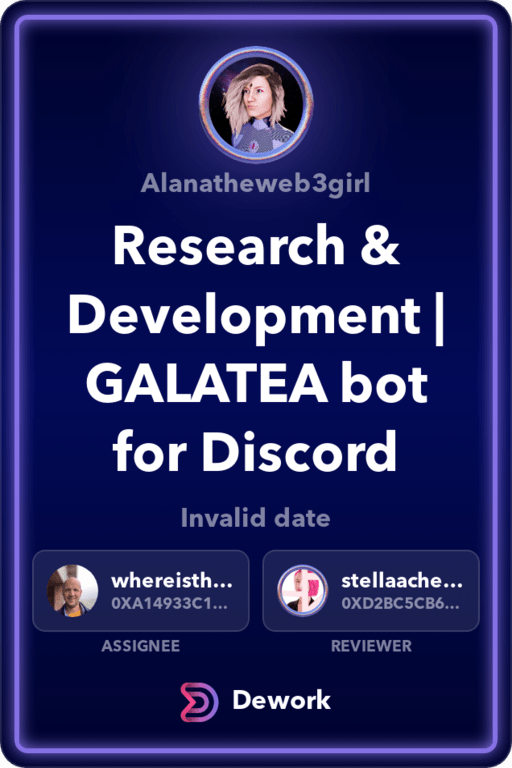 Alanatheweb3girl
Research &
Development |
GALATEA bot
for Discord
Invalid date
whereisth...
0XA14933C1...
ASSIGNEE
stellaache...
0XD2BC5CB6...
REVIEWER
Dework